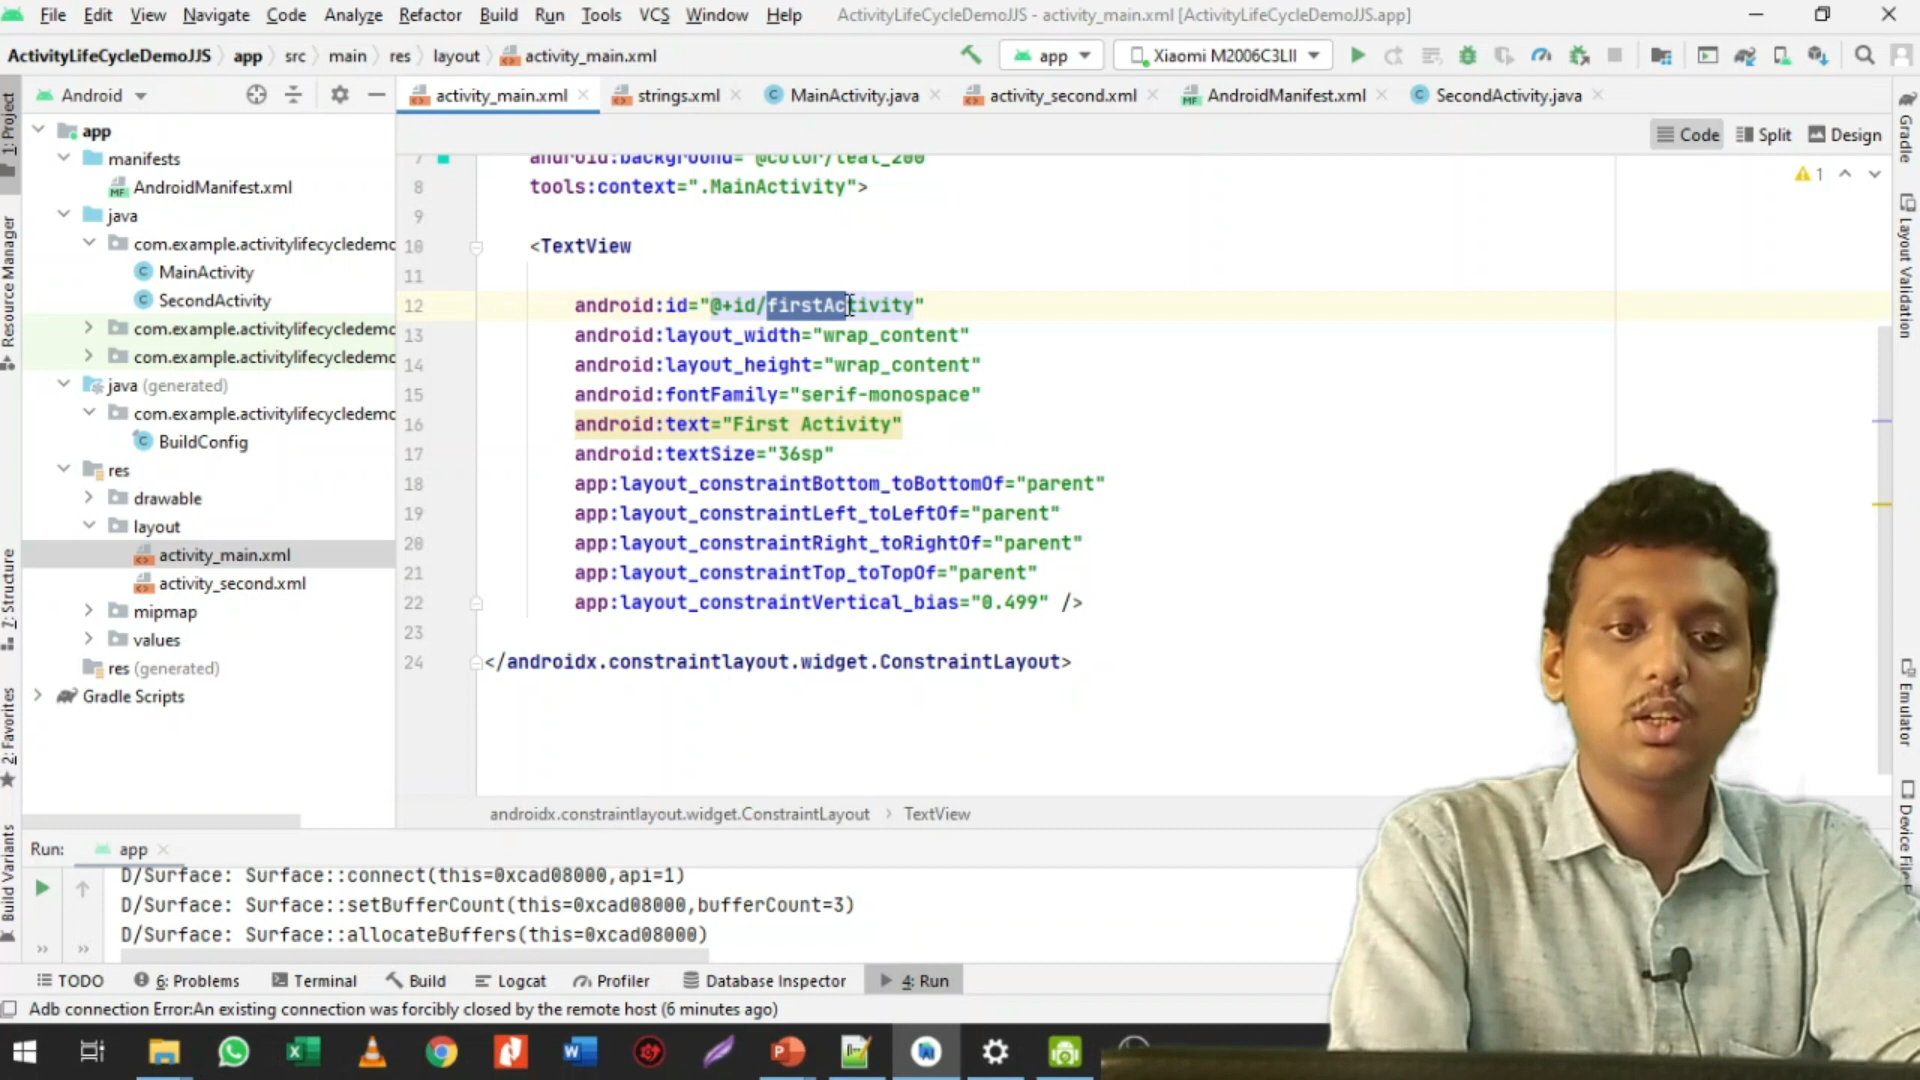 File Edit View Navigate Code Analyze Refactor Build Run Tools VCS Window Help ActivityLifeCycleDemoJJS - activity_main.xml [ActivityLifeCycleDemoJJS.app]
ActivityLifeCycleDemoJJS app src main res layout activity_main.xml app Xiaomi M2006C3LII
Android activity_main.xml strings.xml MainActivity.java activity_second.xml AndroidManifest.xml SecondActivity.java
Code Split Design
1: Project
Resource Manager
7: Structure
2: Favorites
Build Variants
app
manifests
AndroidManifest.xml
java
com.example.activitylifecycledemo
MainActivity
SecondActivity
com.example.activitylifecycledemo
com.example.activitylifecycledemo
java (generated)
com.example.activitylifecycledemo
BuildConfig
res
drawable
layout
activity_main.xml
activity_second.xml
mipmap
values
res (generated)
Gradle Scripts
7 android:background="@color/teal_200"
8 tools:context=".MainActivity">
9
10 <TextView
11
12 android:id="@+id/firstActivity"
13 android:layout_width="wrap_content"
14 android:layout_height="wrap_content"
15 android:fontFamily="serif-monospace"
16 android:text="First Activity"
17 android:textSize="36sp"
18 app:layout_constraintBottom_toBottomOf="parent"
19 app:layout_constraintLeft_toLeftOf="parent"
20 app:layout_constraintRight_toRightOf="parent"
21 app:layout_constraintTop_toTopOf="parent"
22 app:layout_constraintVertical_bias="0.499" />
23
24 </androidx.constraintlayout.widget.ConstraintLayout>
1
Gradle
Layout Validation
Emulator
Device File
androidx.constraintlayout.widget.ConstraintLayout TextView
Run: app
D/Surface: Surface::connect(this=0xcad08000,api=1)
D/Surface: Surface::setBufferCount(this=0xcad08000,bufferCount=3)
D/Surface: Surface::allocateBuffers(this=0xcad08000)
TODO 6: Problems Terminal Build Logcat Profiler Database Inspector 4: Run
Adb connection Error:An existing connection was forcibly closed by the remote host (6 minutes ago)